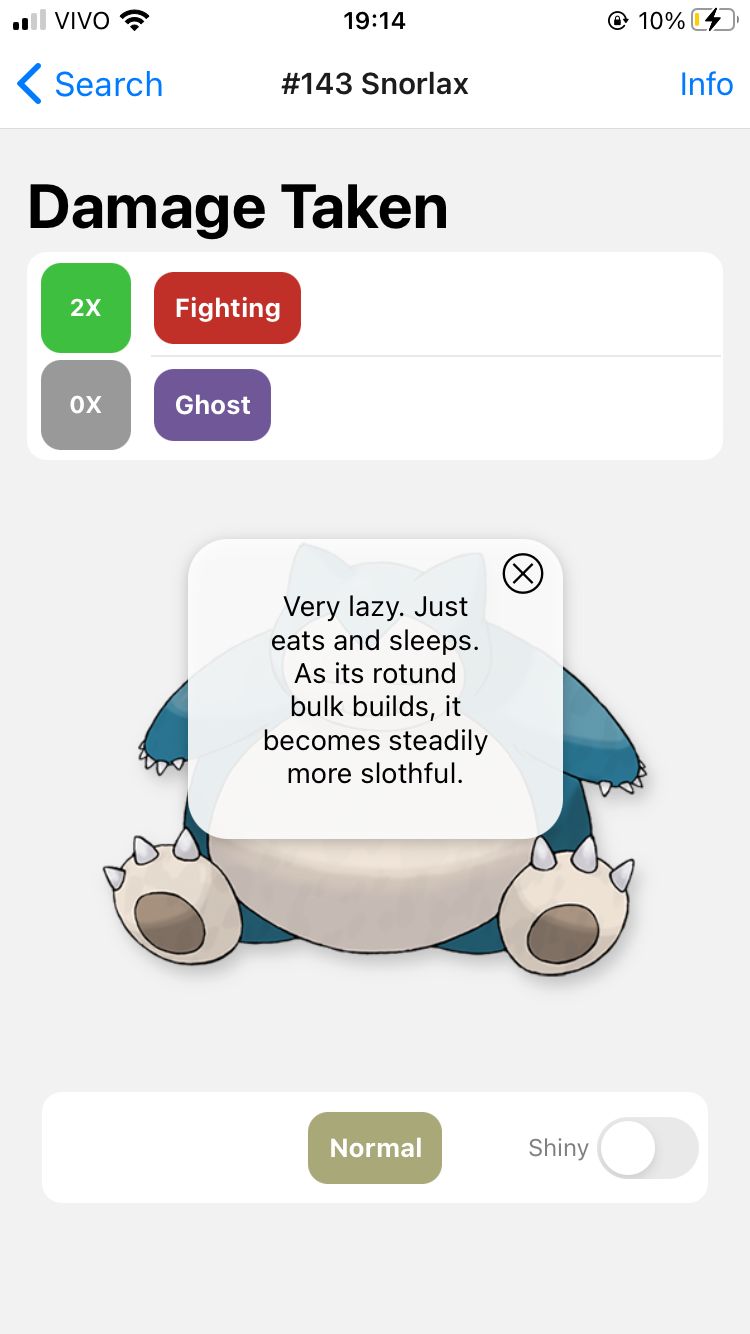 VIVO 19:14 10%
Search #143 Snorlax Info
Damage Taken
2X Fighting
0X Ghost
Very lazy. Just
eats and sleeps.
As its rotund
bulk builds, it
becomes steadily
more slothful.
Normal Shiny